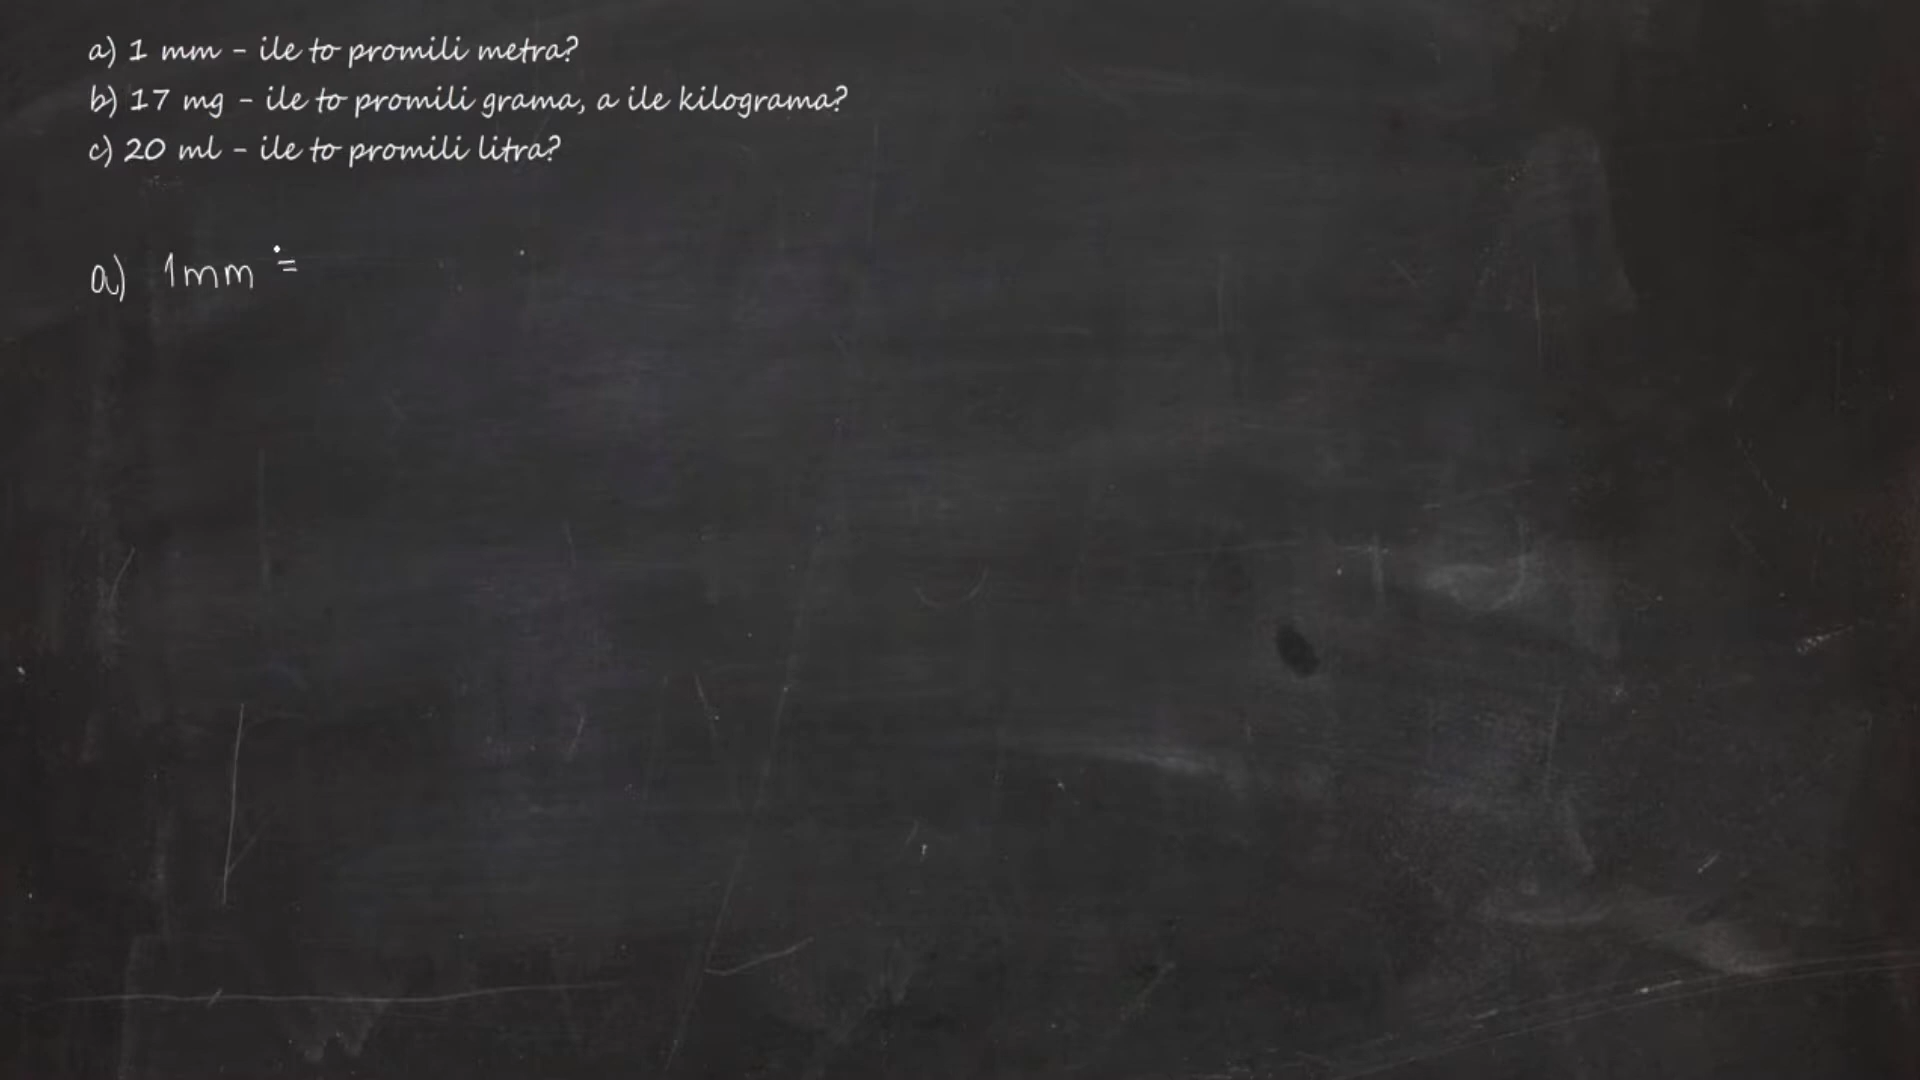 a) 1 mm - ile to promili metra?
b) 17 mg - ile to promili grama, a ile kilograma?
c) 20 ml - ile to promili litra?
a) 1mm =